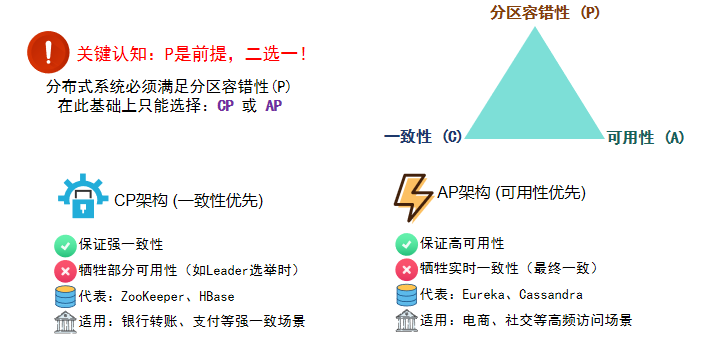 分区容错性 (P)
关键认知：P是前提，二选一！
分布式系统必须满足分区容错性(P)
在此基础上只能选择：CP 或 AP
一致性 (C)
可用性 (A)
CP架构 (一致性优先)
保证强一致性
牺牲部分可用性（如Leader选举时）
代表：ZooKeeper、HBase
适用：银行转账、支付等强一致场景
AP架构 (可用性优先)
保证高可用性
牺牲实时一致性（最终一致）
代表：Eureka、Cassandra
适用：电商、社交等高频访问场景